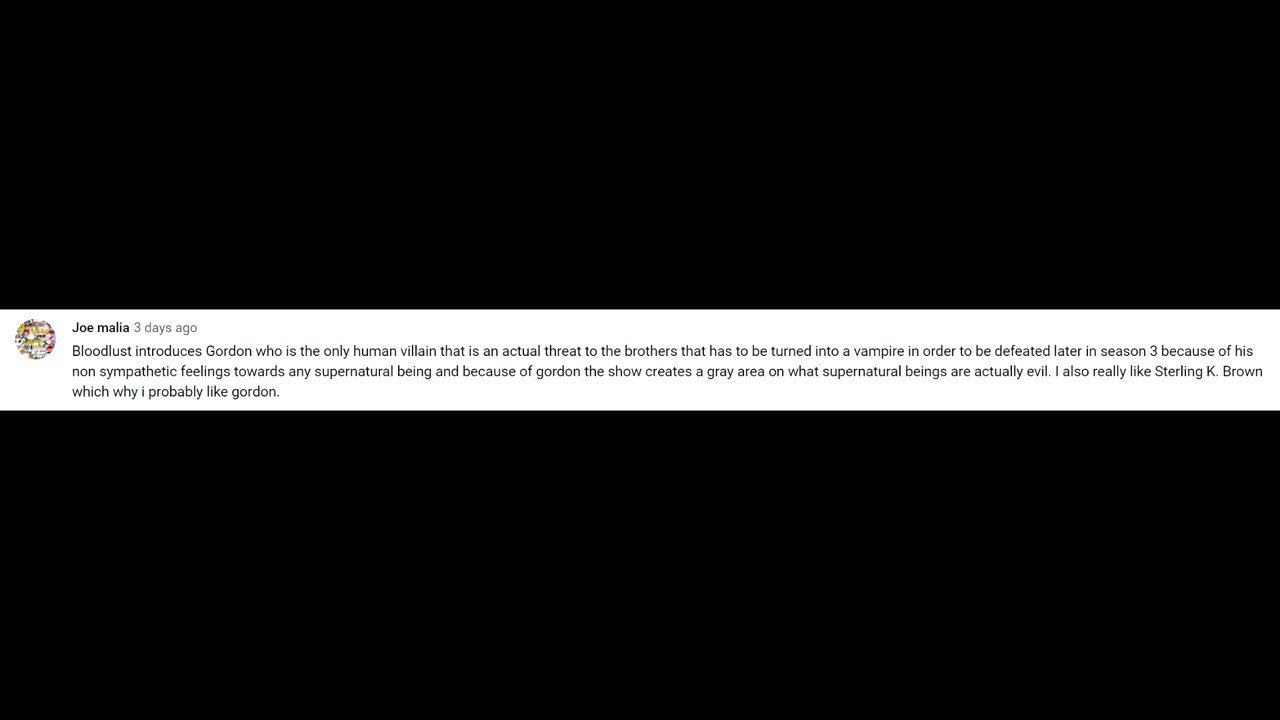 Joe malia 3 days ago
Bloodlust introduces Gordon who is the only human villain that is an actual threat to the brothers that has to be turned into a vampire in order to be defeated later in season 3 because of his
non sympathetic feelings towards any supernatural being and because of gordon the show creates a gray area on what supernatural beings are actually evil. I also really like Sterling K. Brown
which why i probably like gordon.